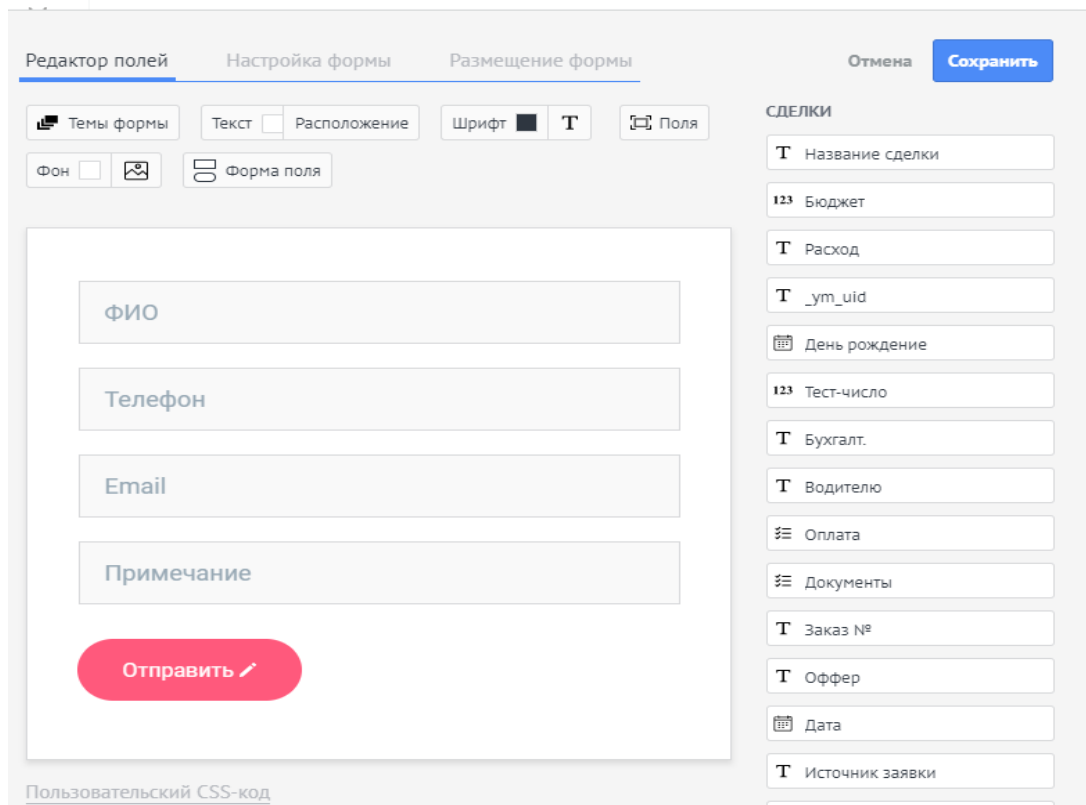 Редактор полей
Настройка формы
Размещение формы
Отмена
Сохранить
Темы формы
Текст
Расположение
Шрифт
T
Поля
Фон
Форма поля
ФИО
Телефон
Email
Примечание
Отправить
Пользовательский CSS-код
СДЕЛКИ
T Название сделки
123 Бюджет
T Расход
T _ym_uid
День рождение
123 Тест-число
T Бухгалт.
T Водителю
Оплата
Документы
T Заказ №
T Оффер
Дата
T Источник заявки